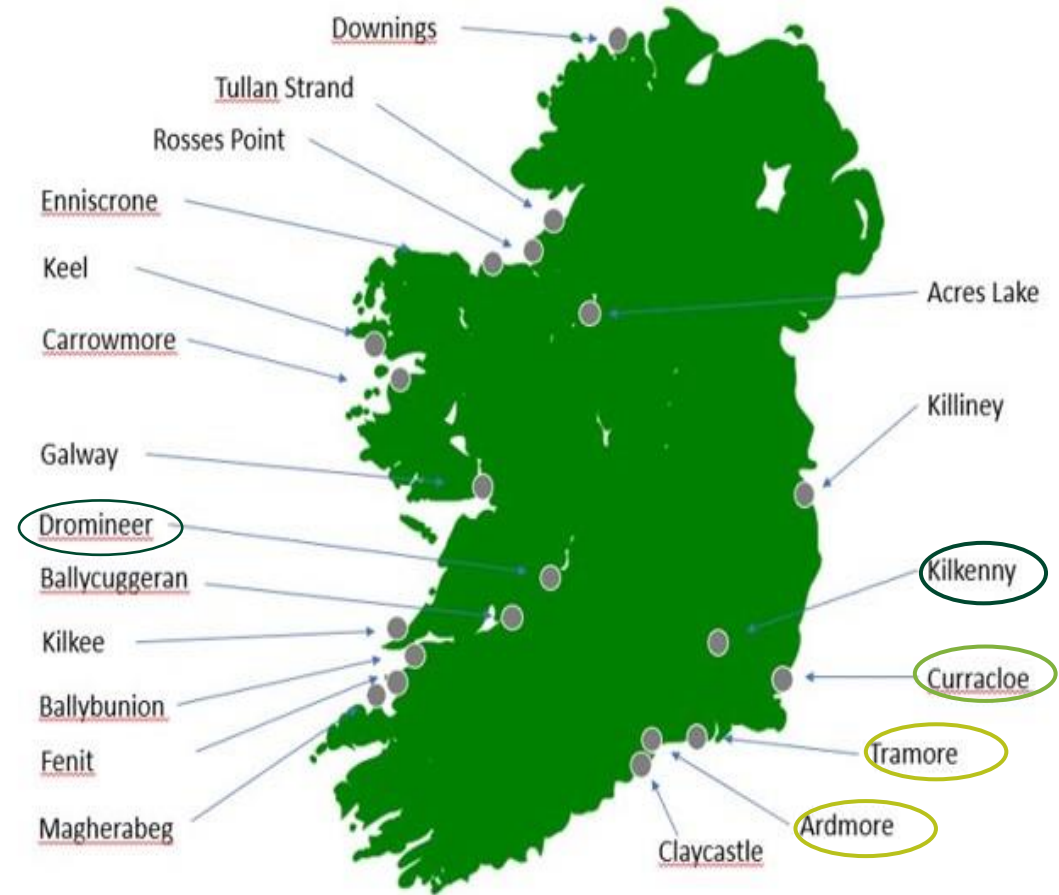 Downings
Tullan Strand
Rosses Point
Enniscrone
Keel
Carrowmore
Galway
Dromineer
Ballycuggeran
Kilkee
Ballybunion
Fenit
Magherabeg
Acres Lake
Killiney
Kilkenny
Curracloe
Tramore
Ardmore
Claycastle